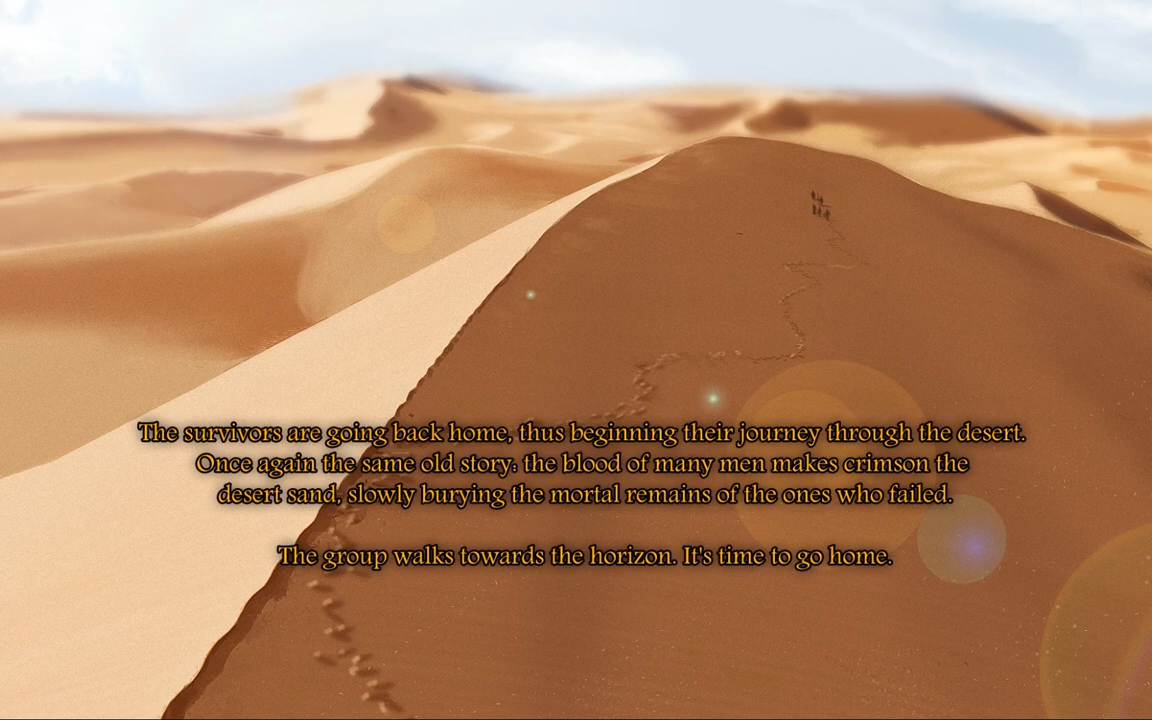 The survivors are going back home, thus beginning their journey through the desert.
Once again the same old story: the blood of many men makes crimson the
desert sand, slowly burying the mortal remains of the ones who failed.
The group walks towards the horizon. It's time to go home.